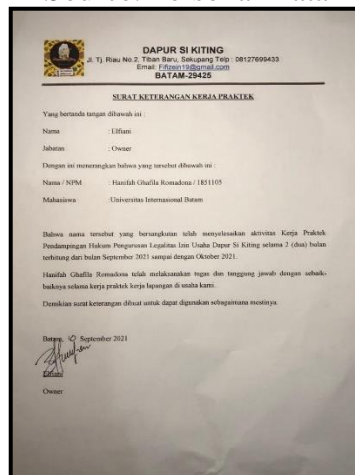 DAPUR SI KITING
Jl. Tj. Riau No.2. Tiban Baru, Sekupang Telp : 08127699433
Email: Fifizein19@gmail.com
BATAM-29425
SURAT KETERANGAN KERJA PRAKTEK
Yang bertanda tangan dibawah ini :
Nama : Elfiani
Jabatan : Owner
Dengan ini menerangkan bahwa yang tersebut dibawah ini :
Nama / NPM : Hanifah Ghafila Romadona / 1851105
Mahasiswa : Universitas Internasional Batam
Bahwa nama tersebut yang bersangkutan telah menyelesaikan aktivitas Kerja Praktek
Pendampingan Hukum Pengurusan Legalitas Izin Usaha Dapur Si Kiting selama 2 (dua) bulan
terhitung dari bulan September 2021 sampai dengan Oktober 2021.
Hanifah Ghafila Romadona telah melaksanakan tugas dan tanggung jawab dengan sebaik-
baiknya selama kerja praktek kerja lapangan di usaha kami.
Demikian surat keterangan dibuat untuk dapat digunakan sebagaimana mestinya.
Batam, September 2021
Elfiani
Owner